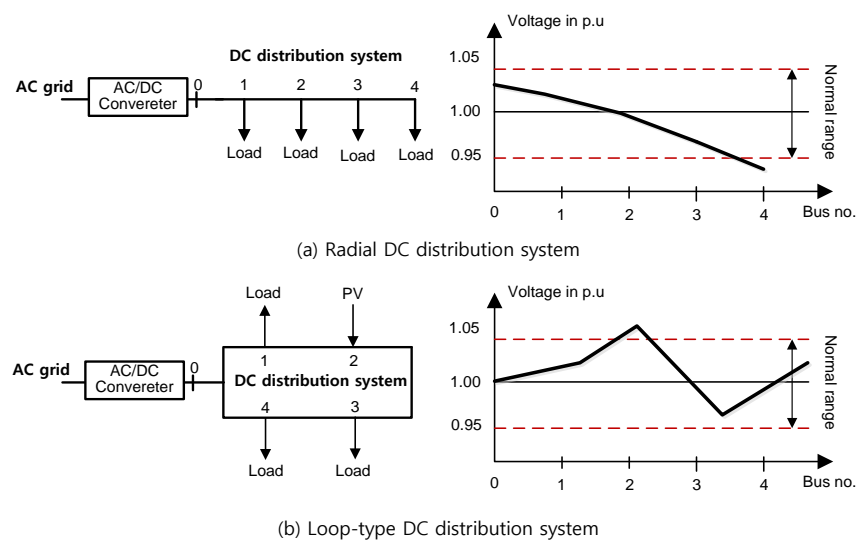 Voltage in p.u
DC distribution system
1.05
AC grid
AC/DC
Convereter
0
1
2
3
4
1.00
Normal range
Load
Load
Load
Load
0.95
0
1
2
3
4
Bus no.
(a) Radial DC distribution system
Load
PV
Voltage in p.u
1.05
AC grid
AC/DC
Convereter
0
1
2
DC distribution system
4
3
1.00
Normal range
0.95
Load
Load
0
1
2
3
4
Bus no.
(b) Loop-type DC distribution system